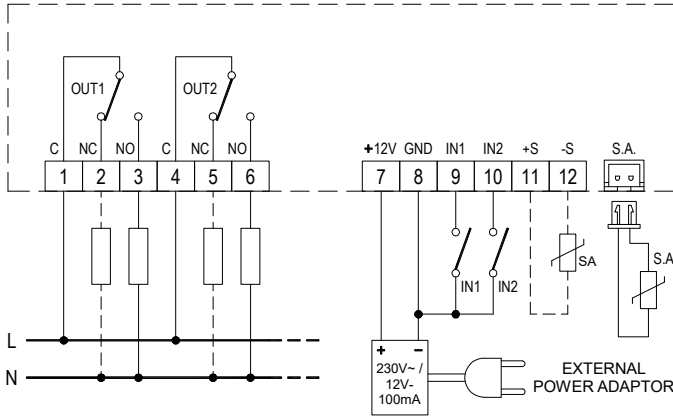 OUT1 OUT2
C NC NO C NC NO +12V GND IN1 IN2 +S -S S.A.
1 2 3 4 5 6 7 8 9 10 11 12
SA S.A.
IN1 IN2
L
N
+ −
230V~ /
12V-
100mA
EXTERNAL
POWER ADAPTOR